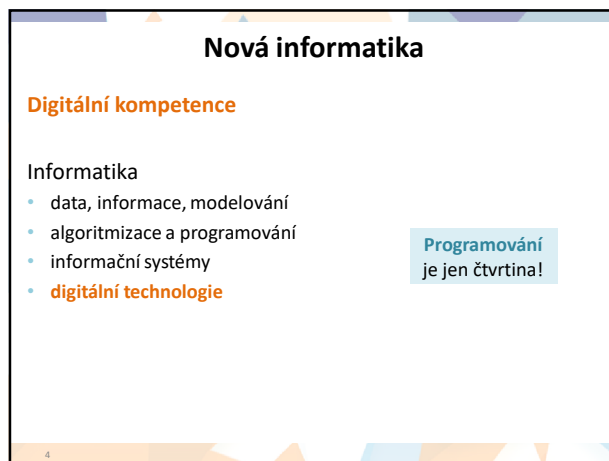 Nová informatika
Digitální kompetence
Informatika
• data, informace, modelování
• algoritmizace a programování
• informační systémy
• digitální technologie
Programování
je jen čtvrtina!
4